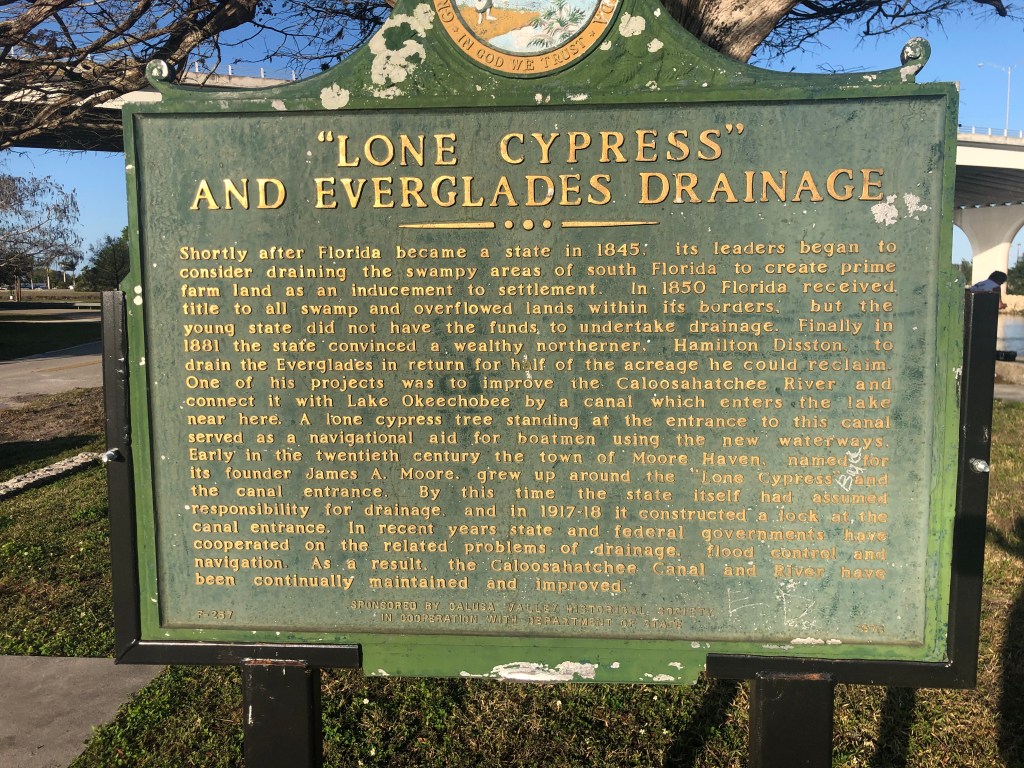 IN GOD WE TRUST
"LONE CYPRESS"
AND EVERGLADES DRAINAGE
Shortly after Florida became a state in 1845, its leaders began to
consider draining the swampy areas of south Florida to create prime
farm land as an inducement to settlement. In 1850 Florida received
title to all swamp and overflowed lands within its borders, but the
young state did not have the funds to undertake drainage. Finally in
1881 the state convinced a wealthy northerner, Hamilton Disston, to
drain the Everglades in return for half of the acreage he could reclaim.
One of his projects was to improve the Caloosahatchee River and
connect it with Lake Okeechobee by a canal which enters the lake
near here. A lone cypress tree standing at the entrance to this canal
served as a navigational aid for boatmen using the new waterways.
Early in the twentieth century the town of Moore Haven, named for
its founder James A. Moore, grew up around the "Lone Cypress" and
the canal entrance. By this time the state itself had assumed
responsibility for drainage, and in 1917-18 it constructed a lock at the
canal entrance. In recent years state and federal governments have
cooperated on the related problems of drainage, flood control and
navigation. As a result, the Caloosahatchee Canal and River have
been continually maintained and improved.
SPONSORED BY CALUSA VALLEY HISTORICAL SOCIETY
IN COOPERATION WITH DEPARTMENT OF STATE
F-257